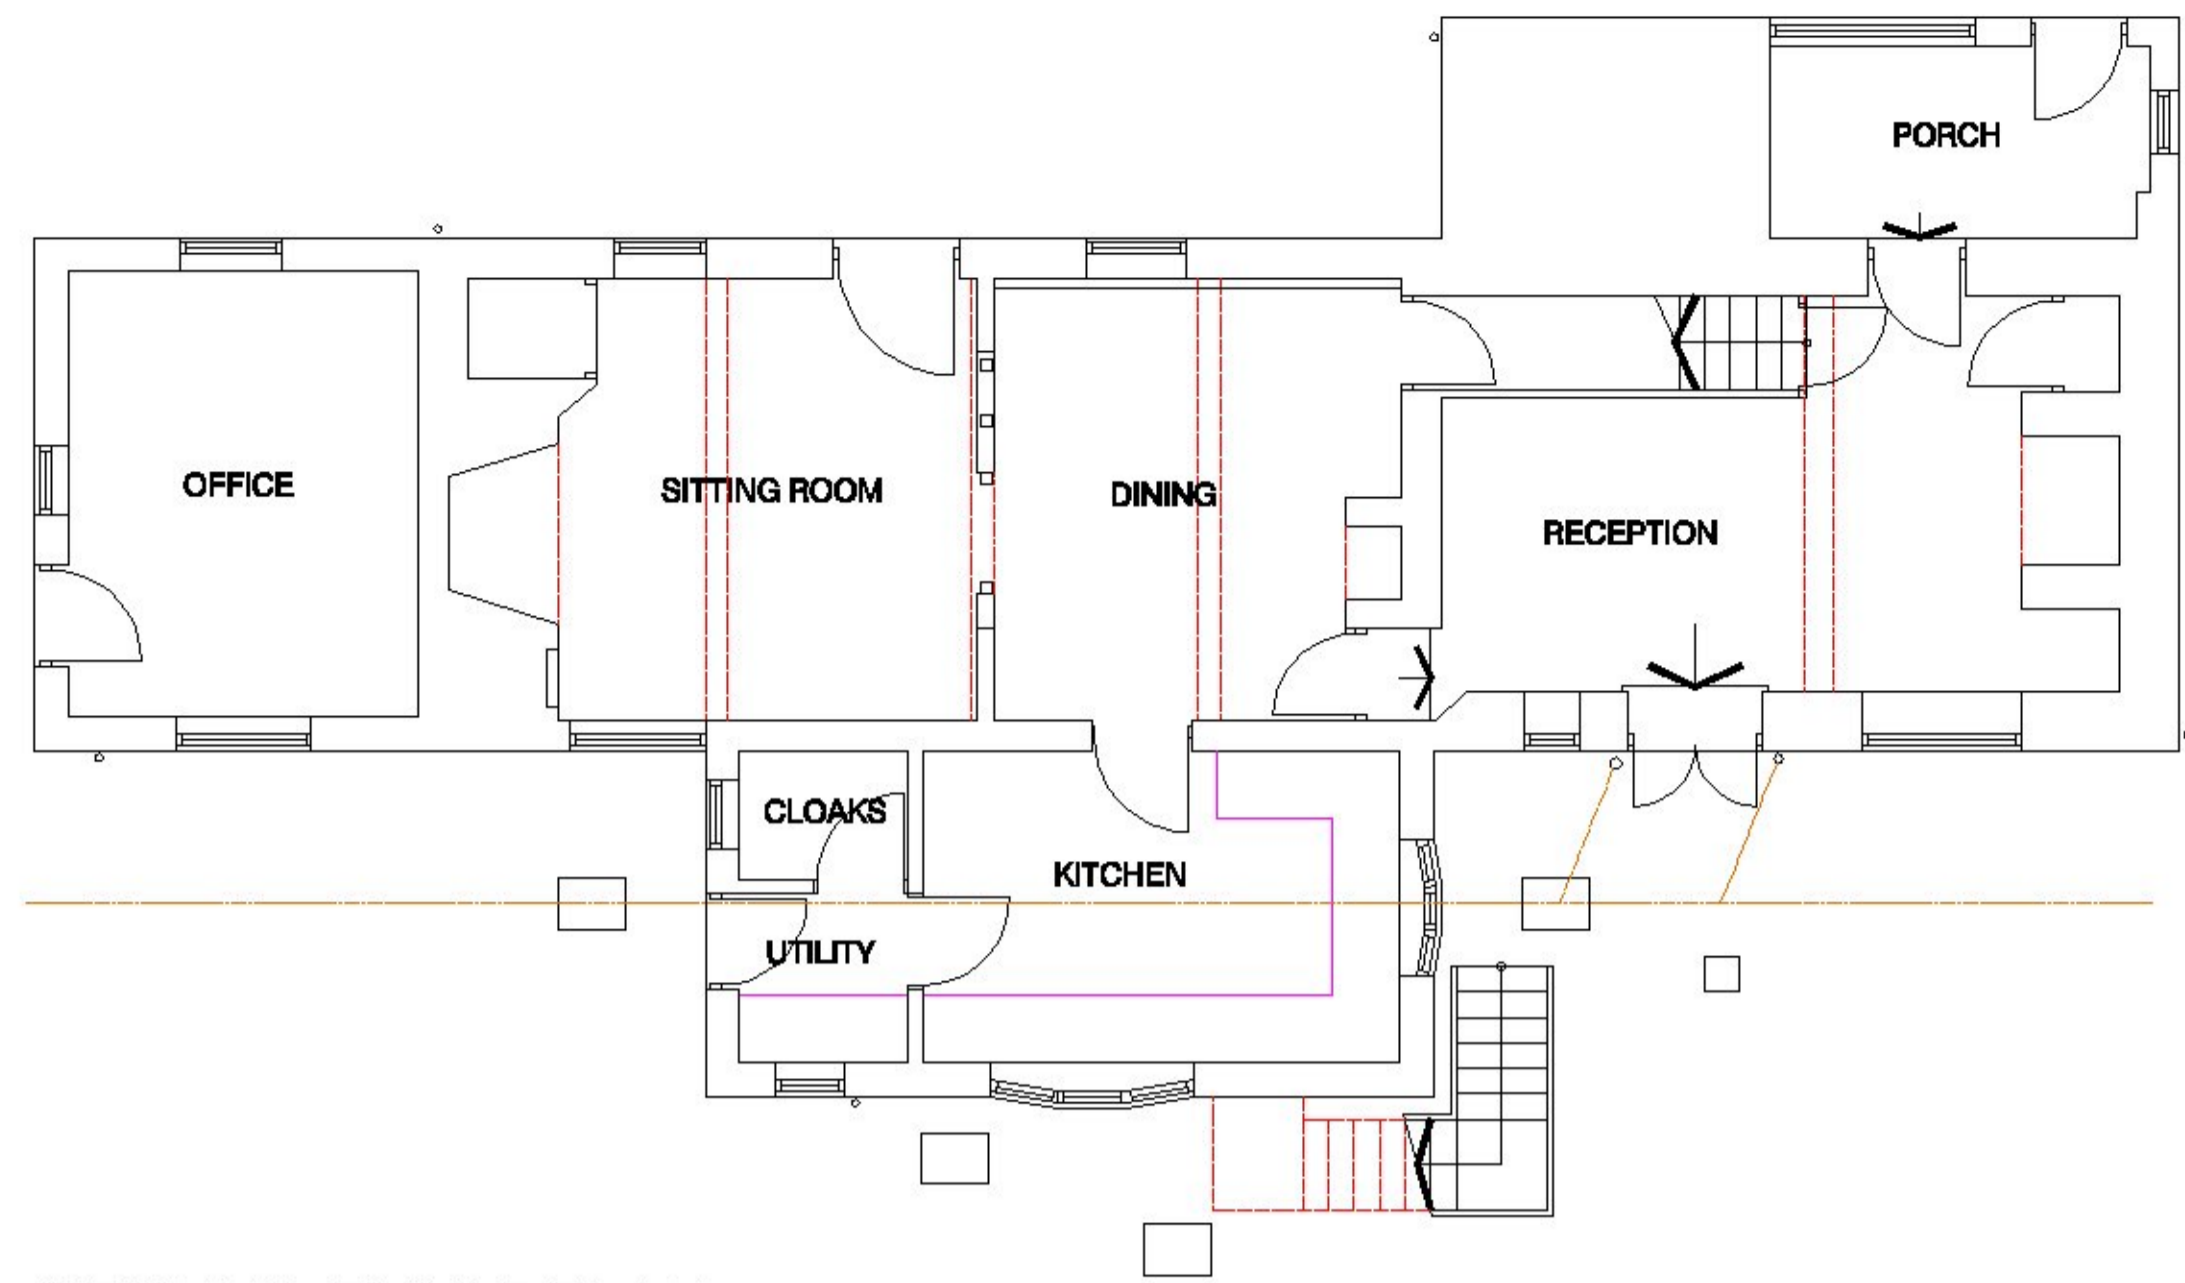 PORCH
OFFICE
SITTING ROOM
DINING
RECEPTION
CLOAKS
KITCHEN
UTILITY